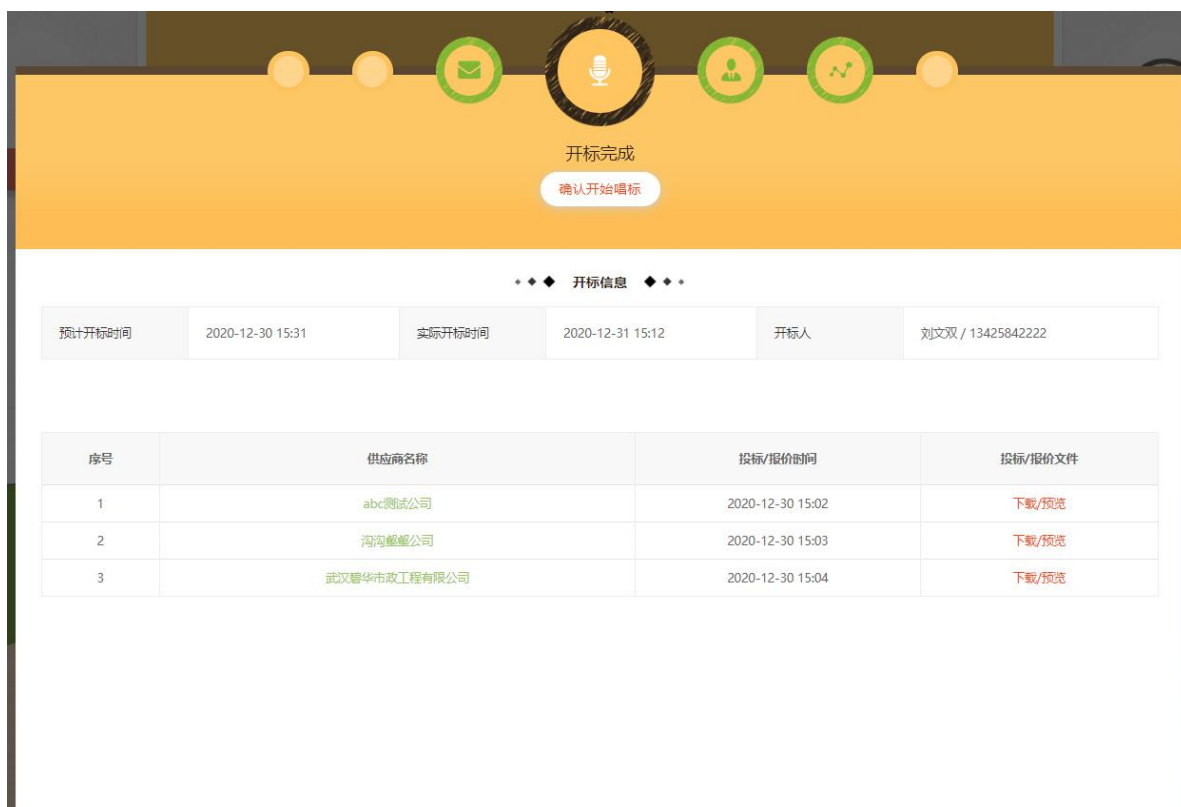 开标完成
确认开始唱标
开标信息
预计开标时间 2020-12-30 15:31 实际开标时间 2020-12-31 15:12 开标人 刘文双 / 13425842222
序号 供应商名称 投标/报价时间 投标/报价文件
1 abc测试公司 2020-12-30 15:02 下载/预览
2 沟沟壑壑公司 2020-12-30 15:03 下载/预览
3 武汉碧华市政工程有限公司 2020-12-30 15:04 下载/预览